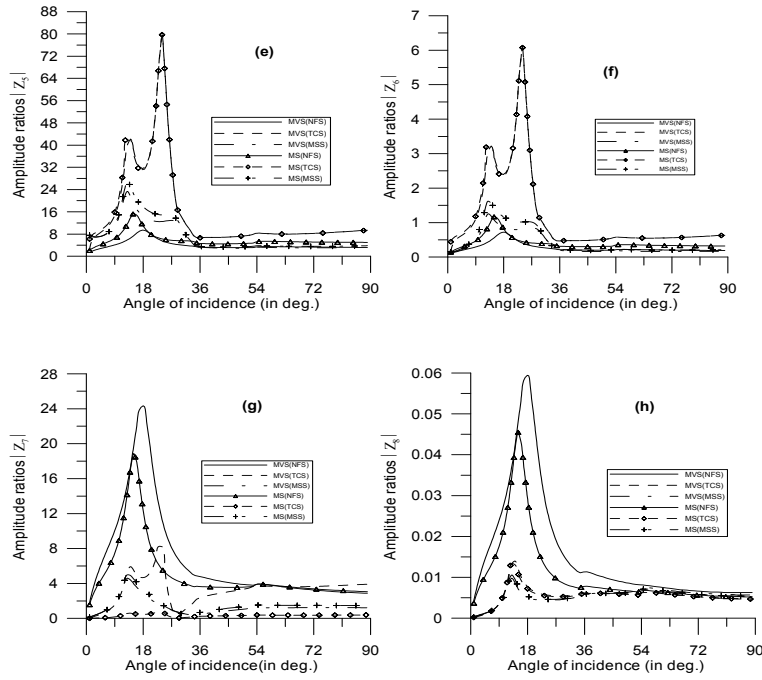 (e)
Amplitude ratios |Z5|
88
80
72
64
56
48
40
32
24
16
8
0
MVS(NFS)
MVS(TCS)
MVS(MSS)
MS(NFS)
MS(TCS)
MS(MSS)
0 18 36 54 72 90
Angle of incidence (in deg.)
(f)
Amplitude ratios |Z6|
7
6
5
4
3
2
1
0
MVS(NFS)
MVS(TCS)
MVS(MSS)
MS(NFS)
MS(TCS)
MS(MSS)
0 18 36 54 72 90
Angle of incidence (in deg.)
(g)
Amplitude ratios |Z7|
28
24
20
16
12
8
4
0
MVS(NFS)
MVS(TCS)
MVS(MSS)
MS(NFS)
MS(TCS)
MS(MSS)
0 18 36 54 72 90
Angle of incidence(in deg.)
(h)
Amplitude ratios |Z8|
0.06
0.05
0.04
0.03
0.02
0.01
0
MVS(NFS)
MVS(TCS)
MVS(MSS)
MS(NFS)
MS(TCS)
MS(MSS)
0 18 36 54 72 90
Angle of incidence (in deg.)